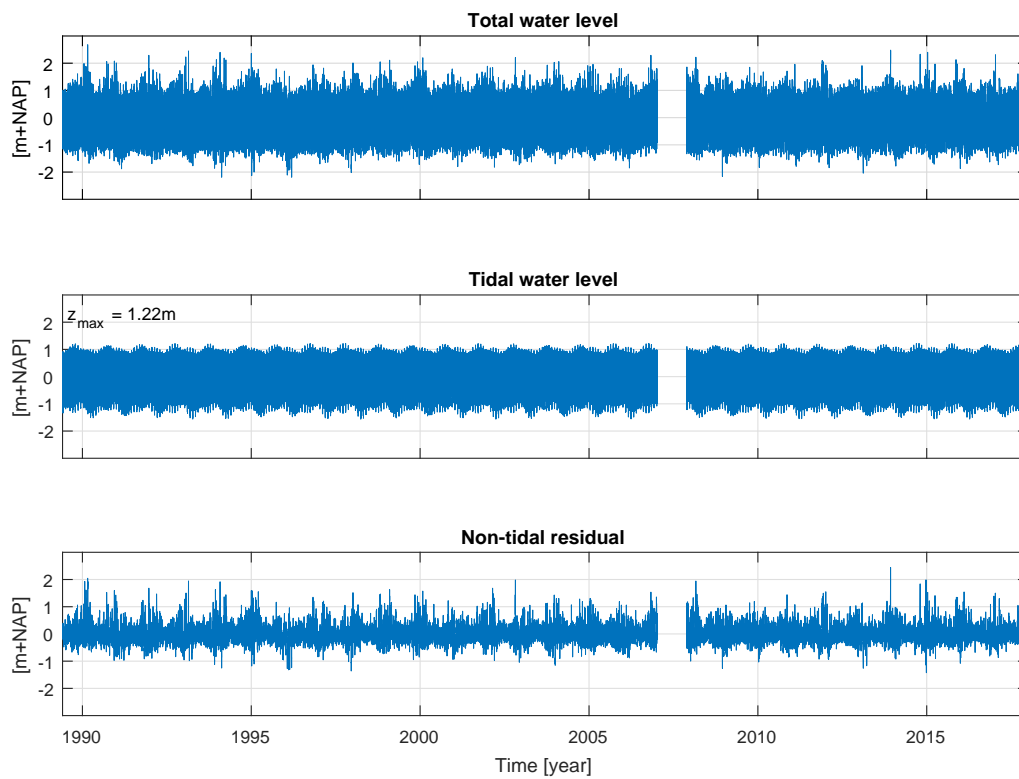 Total water level
[m+NAP]
2
1
0
-1
-2
Tidal water level
z_max = 1.22m
[m+NAP]
2
1
0
-1
-2
Non-tidal residual
[m+NAP]
2
1
0
-1
-2
1990 1995 2000 2005 2010 2015
Time [year]